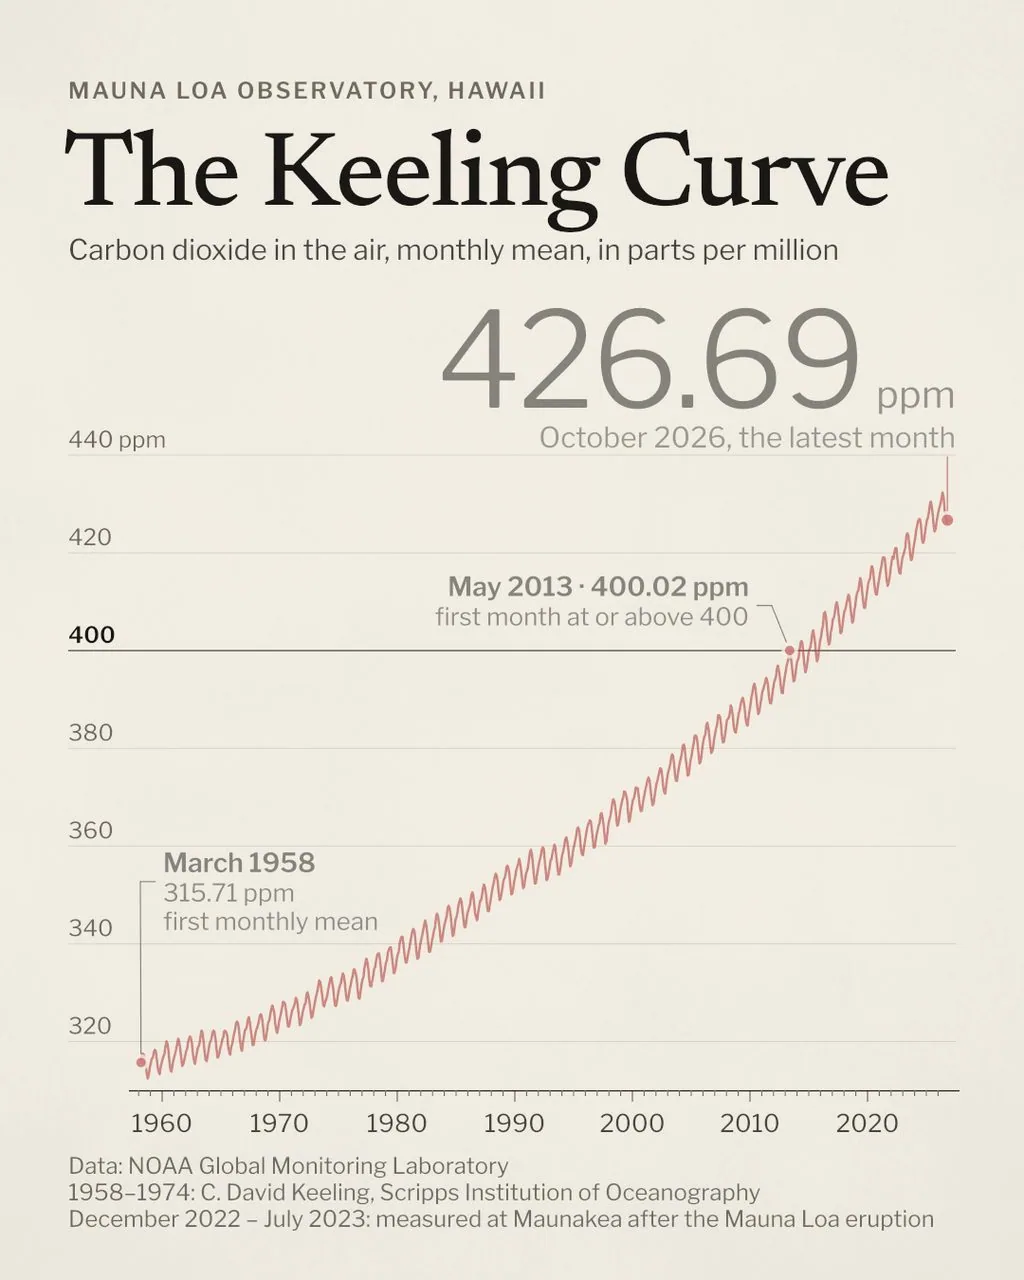 MAUNA LOA OBSERVATORY, HAWAII
The Keeling Curve
Carbon dioxide in the air, monthly mean, in parts per million
426.69 ppm
October 2026, the latest month
440 ppm
420
May 2013 · 400.02 ppm
first month at or above 400
400
380
360
March 1958
315.71 ppm
first monthly mean
340
320
1960 1970 1980 1990 2000 2010 2020
Data: NOAA Global Monitoring Laboratory
1958–1974: C. David Keeling, Scripps Institution of Oceanography
December 2022 – July 2023: measured at Maunakea after the Mauna Loa eruption